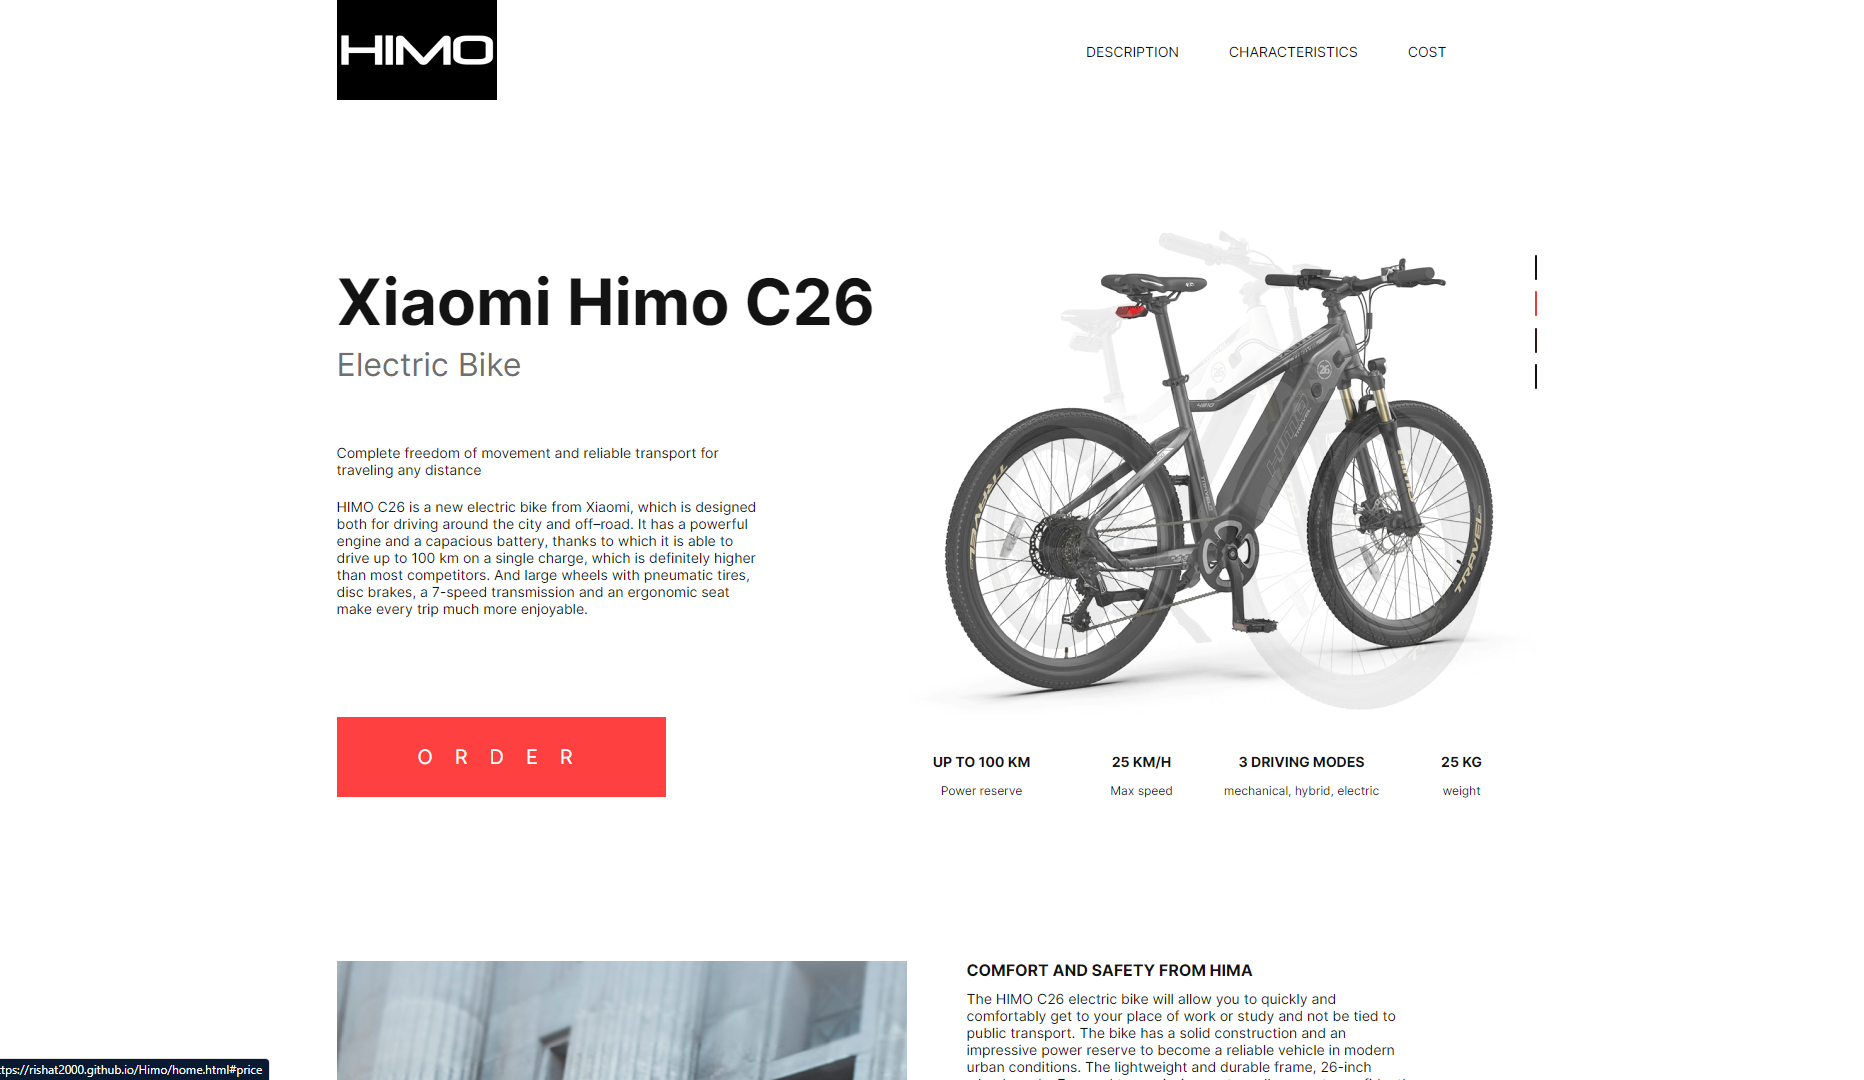 HIMO
DESCRIPTION
CHARACTERISTICS
COST
Xiaomi Himo C26
Electric Bike
Complete freedom of movement and reliable transport for
traveling any distance
HIMO C26 is a new electric bike from Xiaomi, which is designed
both for driving around the city and off–road. It has a powerful
engine and a capacious battery, thanks to which it is able to
drive up to 100 km on a single charge, which is definitely higher
than most competitors. And large wheels with pneumatic tires,
disc brakes, a 7-speed transmission and an ergonomic seat
make every trip much more enjoyable.
ORDER
26
HIMO
TRAVEL
TRAVEL
TRAVEL
UP TO 100 KM
Power reserve
25 KM/H
Max speed
3 DRIVING MODES
mechanical, hybrid, electric
25 KG
weight
COMFORT AND SAFETY FROM HIMA
The HIMO C26 electric bike will allow you to quickly and
comfortably get to your place of work or study and not be tied to
public transport. The bike has a solid construction and an
impressive power reserve to become a reliable vehicle in modern
urban conditions. The lightweight and durable frame, 26-inch
ttps://rishat2000.github.io/Himo/home.html#price